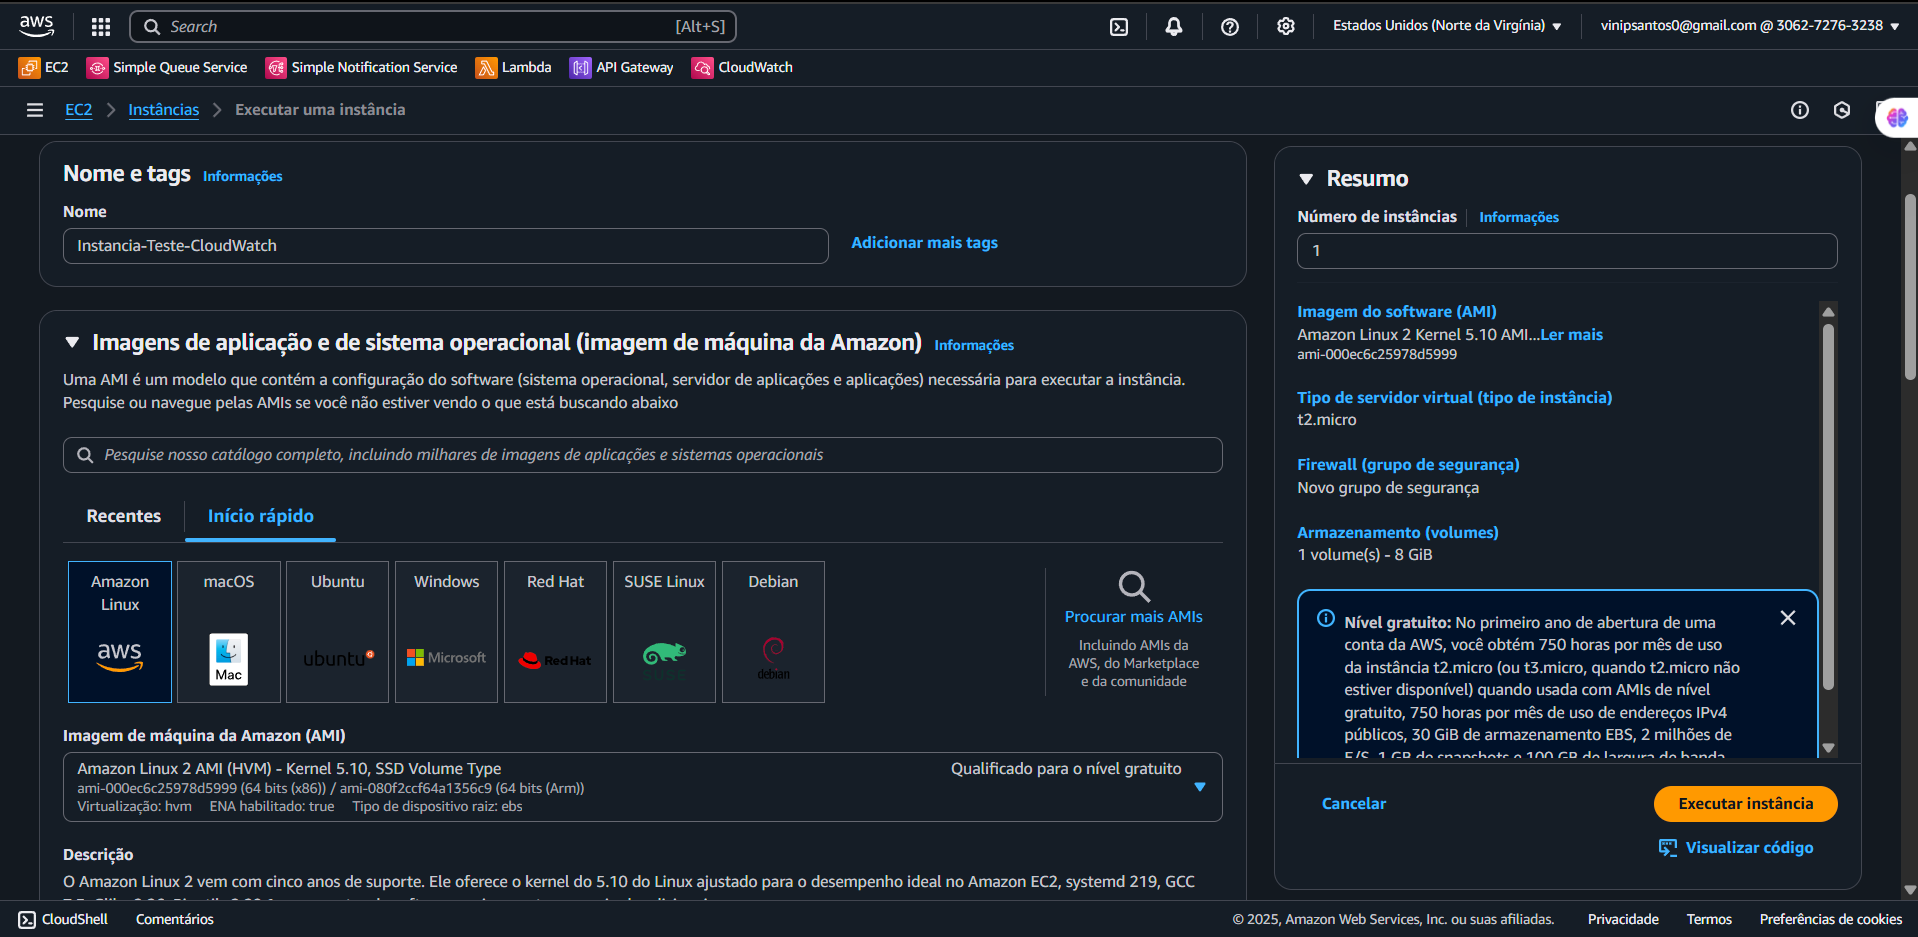 aws
Search
[Alt+S]
Estados Unidos (Norte da Virgínia)
vinipsantos0@gmail.com @ 3062-7276-3238
EC2
Simple Queue Service
Simple Notification Service
Lambda
API Gateway
CloudWatch
EC2
Instâncias
Executar uma instância
Nome e tags
Informações
Nome
Instancia-Teste-CloudWatch
Adicionar mais tags
Imagens de aplicação e de sistema operacional (imagem de máquina da Amazon)
Informações
Uma AMI é um modelo que contém a configuração do software (sistema operacional, servidor de aplicações e aplicações) necessária para executar a instância.
Pesquise ou navegue pelas AMIs se você não estiver vendo o que está buscando abaixo
Pesquise nosso catálogo completo, incluindo milhares de imagens de aplicações e sistemas operacionais
Recentes
Início rápido
Amazon
Linux
aws
macOS
Mac
Ubuntu
ubuntu
Windows
Microsoft
Red Hat
Red Hat
SUSE Linux
SUSE
Debian
debian
Procurar mais AMIs
Incluindo AMIs da
AWS, do Marketplace
e da comunidade
Imagem de máquina da Amazon (AMI)
Amazon Linux 2 AMI (HVM) - Kernel 5.10, SSD Volume Type
Qualificado para o nível gratuito
ami-000ec6c25978d5999 (64 bits (x86)) / ami-080f2ccf64a1356c9 (64 bits (Arm))
Virtualização: hvm
ENA habilitado: true
Tipo de dispositivo raiz: ebs
Descrição
O Amazon Linux 2 vem com cinco anos de suporte. Ele oferece o kernel do 5.10 do Linux ajustado para o desempenho ideal no Amazon EC2, systemd 219, GCC
Resumo
Número de instâncias
Informações
1
Imagem do software (AMI)
Amazon Linux 2 Kernel 5.10 AMI...Ler mais
ami-000ec6c25978d5999
Tipo de servidor virtual (tipo de instância)
t2.micro
Firewall (grupo de segurança)
Novo grupo de segurança
Armazenamento (volumes)
1 volume(s) - 8 GiB
Nível gratuito: No primeiro ano de abertura de uma
conta da AWS, você obtém 750 horas por mês de uso
da instância t2.micro (ou t3.micro, quando t2.micro não
estiver disponível) quando usada com AMIs de nível
gratuito, 750 horas por mês de uso de endereços IPv4
públicos, 30 GiB de armazenamento EBS, 2 milhões de
E/S, 1 GB de snapshots e 100 GB de largura de banda
Cancelar
Executar instância
Visualizar código
CloudShell
Comentários
© 2025, Amazon Web Services, Inc. ou suas afiliadas.
Privacidade
Termos
Preferências de cookies